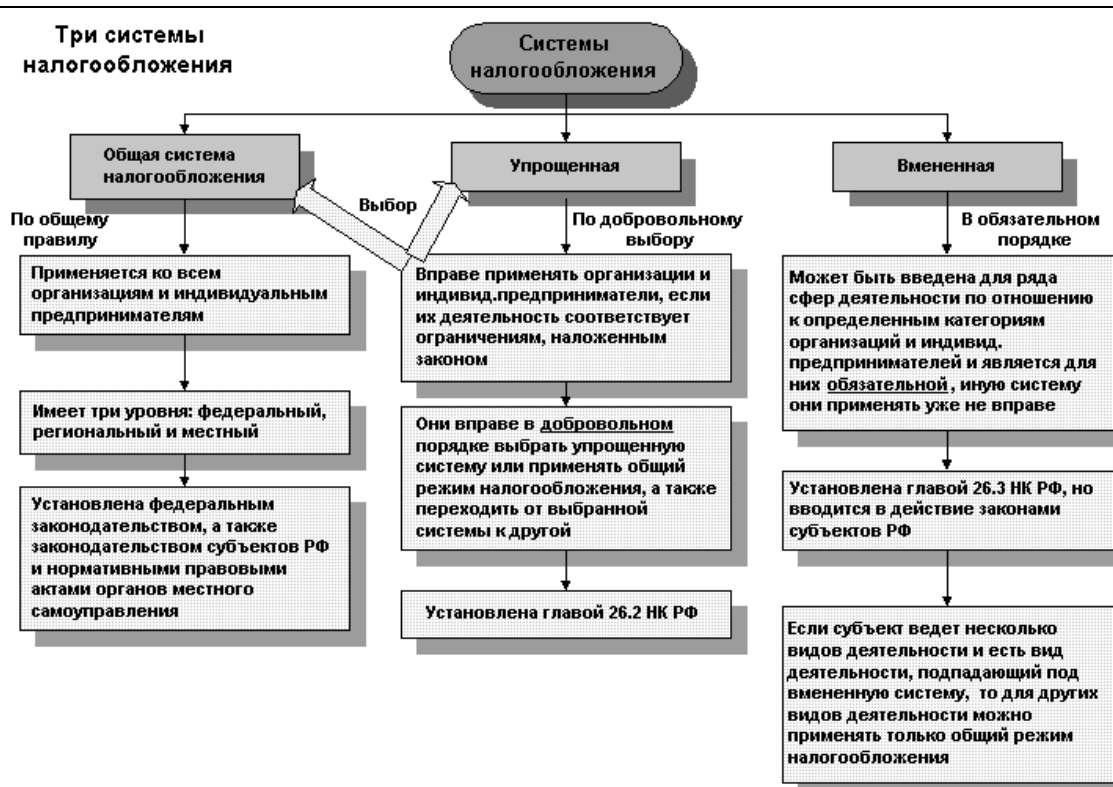 Три системы
налогообложения
Системы
налогообложения
Общая система
налогообложения
Упрощенная
Вмененная
Выбор
По общему
правилу
По добровольному
выбору
В обязательном
порядке
Применяется ко всем
организациям и индивидуальным
предпринимателям
Имеет три уровня: федеральный,
региональный и местный
Установлена федеральным
законодательством, а также
законодательством субъектов РФ
и нормативными правовыми
актами органов местного
самоуправления
Вправе применять организации и
индивид.предприниматели, если
их деятельность соответствует
ограничениям, наложенным
законом
Они вправе в добровольном
порядке выбрать упрощенную
систему или применять общий
режим налогообложения, а также
переходить от выбранной
системы к другой
Установлена главой 26.2 НК РФ
Может быть введена для ряда
сфер деятельности по отношению
к определенным категориям
организаций и индивид.
предпринимателей и является для
них обязательной, иную систему
они применять уже не вправе
Установлена главой 26.3 НК РФ, но
вводится в действие законами
субъектов РФ
Если субъект ведет несколько
видов деятельности и есть вид
деятельности, подпадающий под
вмененную систему, то для других
видов деятельности можно
применять только общий режим
налогообложения